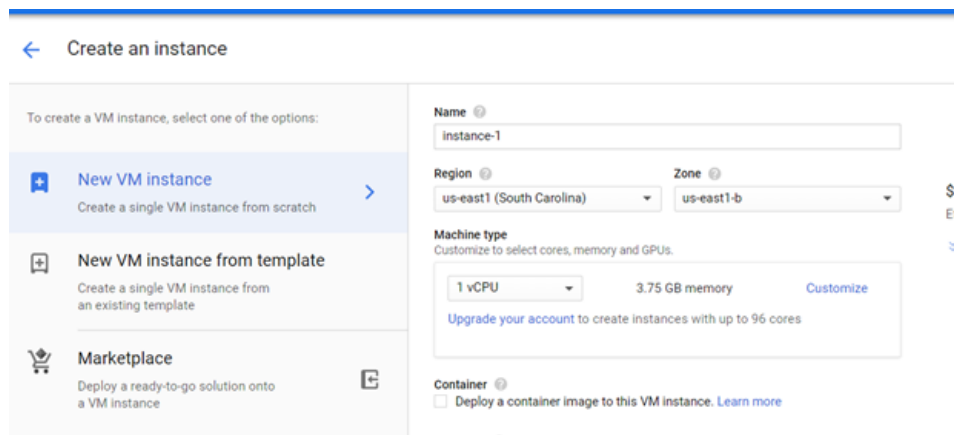 Create an instance
To create a VM instance, select one of the options:
New VM instance
Create a single VM instance from scratch
New VM instance from template
Create a single VM instance from
an existing template
Marketplace
Deploy a ready-to-go solution onto
a VM instance
Name
instance-1
Region Zone
us-east1 (South Carolina) us-east1-b
Machine type
Customize to select cores, memory and GPUs.
1 vCPU 3.75 GB memory Customize
Upgrade your account to create instances with up to 96 cores
Container
Deploy a container image to this VM instance. Learn more
$